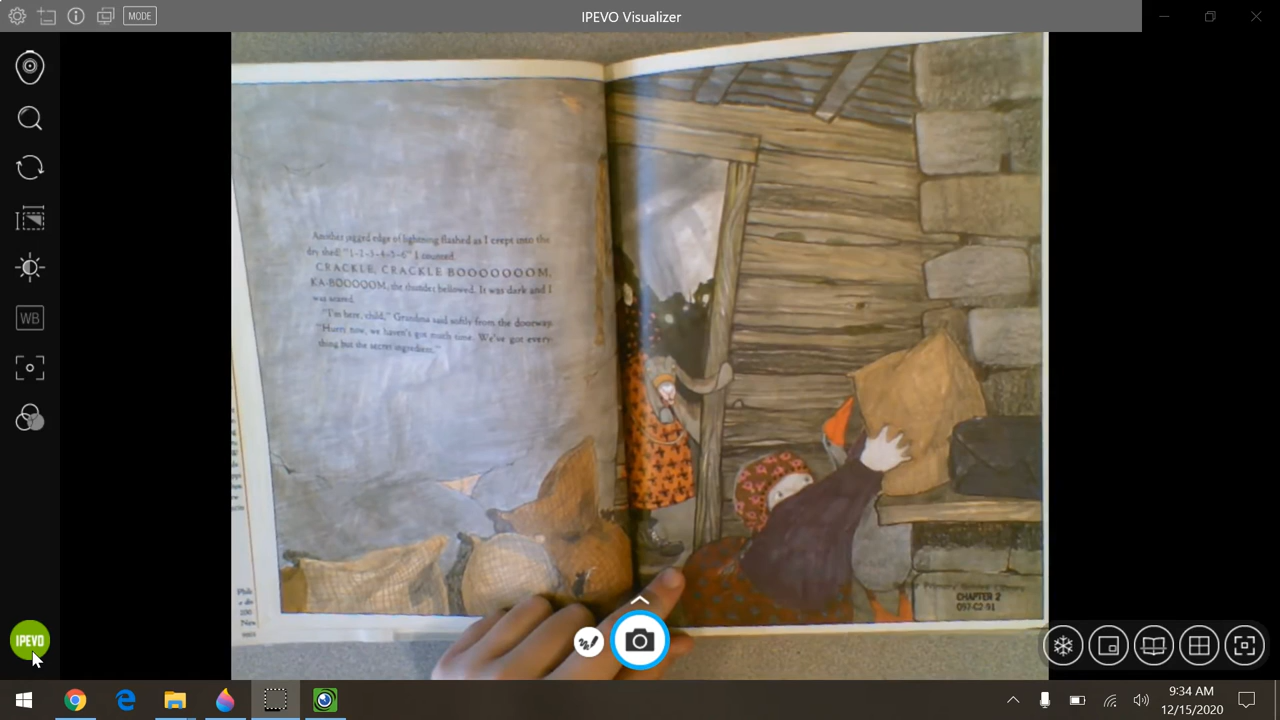 IPEVO Visualizer
MODE
WB
Another jagged edge of lightning flashed as I crept into the
dry shed! "1-2-3-4-5-6" I counted.
CRACKLE, CRACKLE BOOOOOOOM,
KA-BOOOOOM, the thunder bellowed. It was dark and I
was scared.
"I'm here, child," Grandma said softly from the doorway.
"Hurry now, we haven't got much time. We've got every
thing but the secret ingredient."
CHAPTER 2
097-C2-91
IPEVO
9:34 AM
12/15/2020